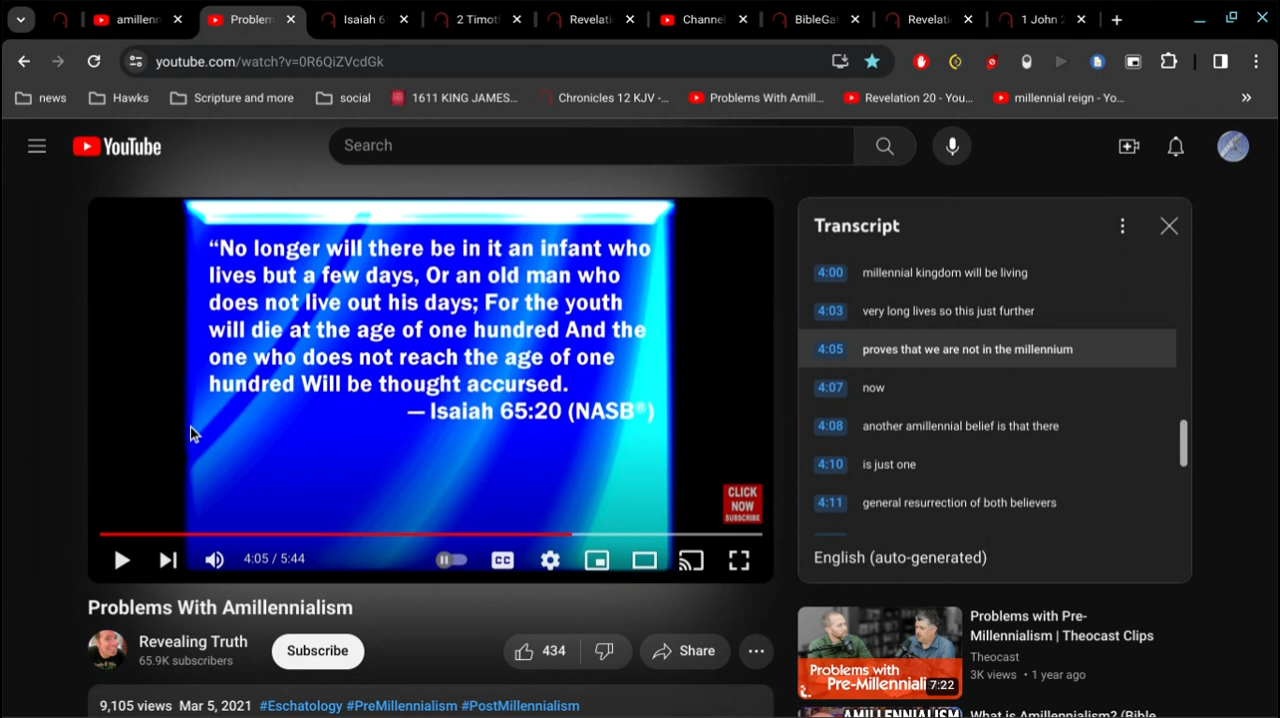 amillenn
Problem
Isaiah 6
2 Timot
Revelati
Channel
BibleGa
Revelati
1 John 2
youtube.com/watch?v=0R6QiZVcdGk
news
Hawks
Scripture and more
social
1611 KING JAMES...
Chronicles 12 KJV -...
Problems With Amill...
Revelation 20 - You...
millennial reign - Yo...
»
YouTube
Search
“No longer will there be in it an infant who
lives but a few days, Or an old man who
does not live out his days; For the youth
will die at the age of one hundred And the
one who does not reach the age of one
hundred Will be thought accursed.
— Isaiah 65:20 (NASB®)
CLICK
NOW
SUBSCRIBE
4:05 / 5:44
CC
Transcript
4:00 millennial kingdom will be living
4:03 very long lives so this just further
4:05 proves that we are not in the millennium
4:07 now
4:08 another amillennial belief is that there
4:10 is just one
4:11 general resurrection of both believers
English (auto-generated)
Problems With Amillennialism
Revealing Truth
65.9K subscribers
Subscribe
434
Share
9,105 views Mar 5, 2021 #Eschatology #PreMillennialism #PostMillennialism
Problems with
Pre-Millenniali
7:22
Problems with Pre-
Millennialism | Theocast Clips
Theocast
3K views • 1 year ago
AMILLENNIALISM
What is Amillennialism? (Bible